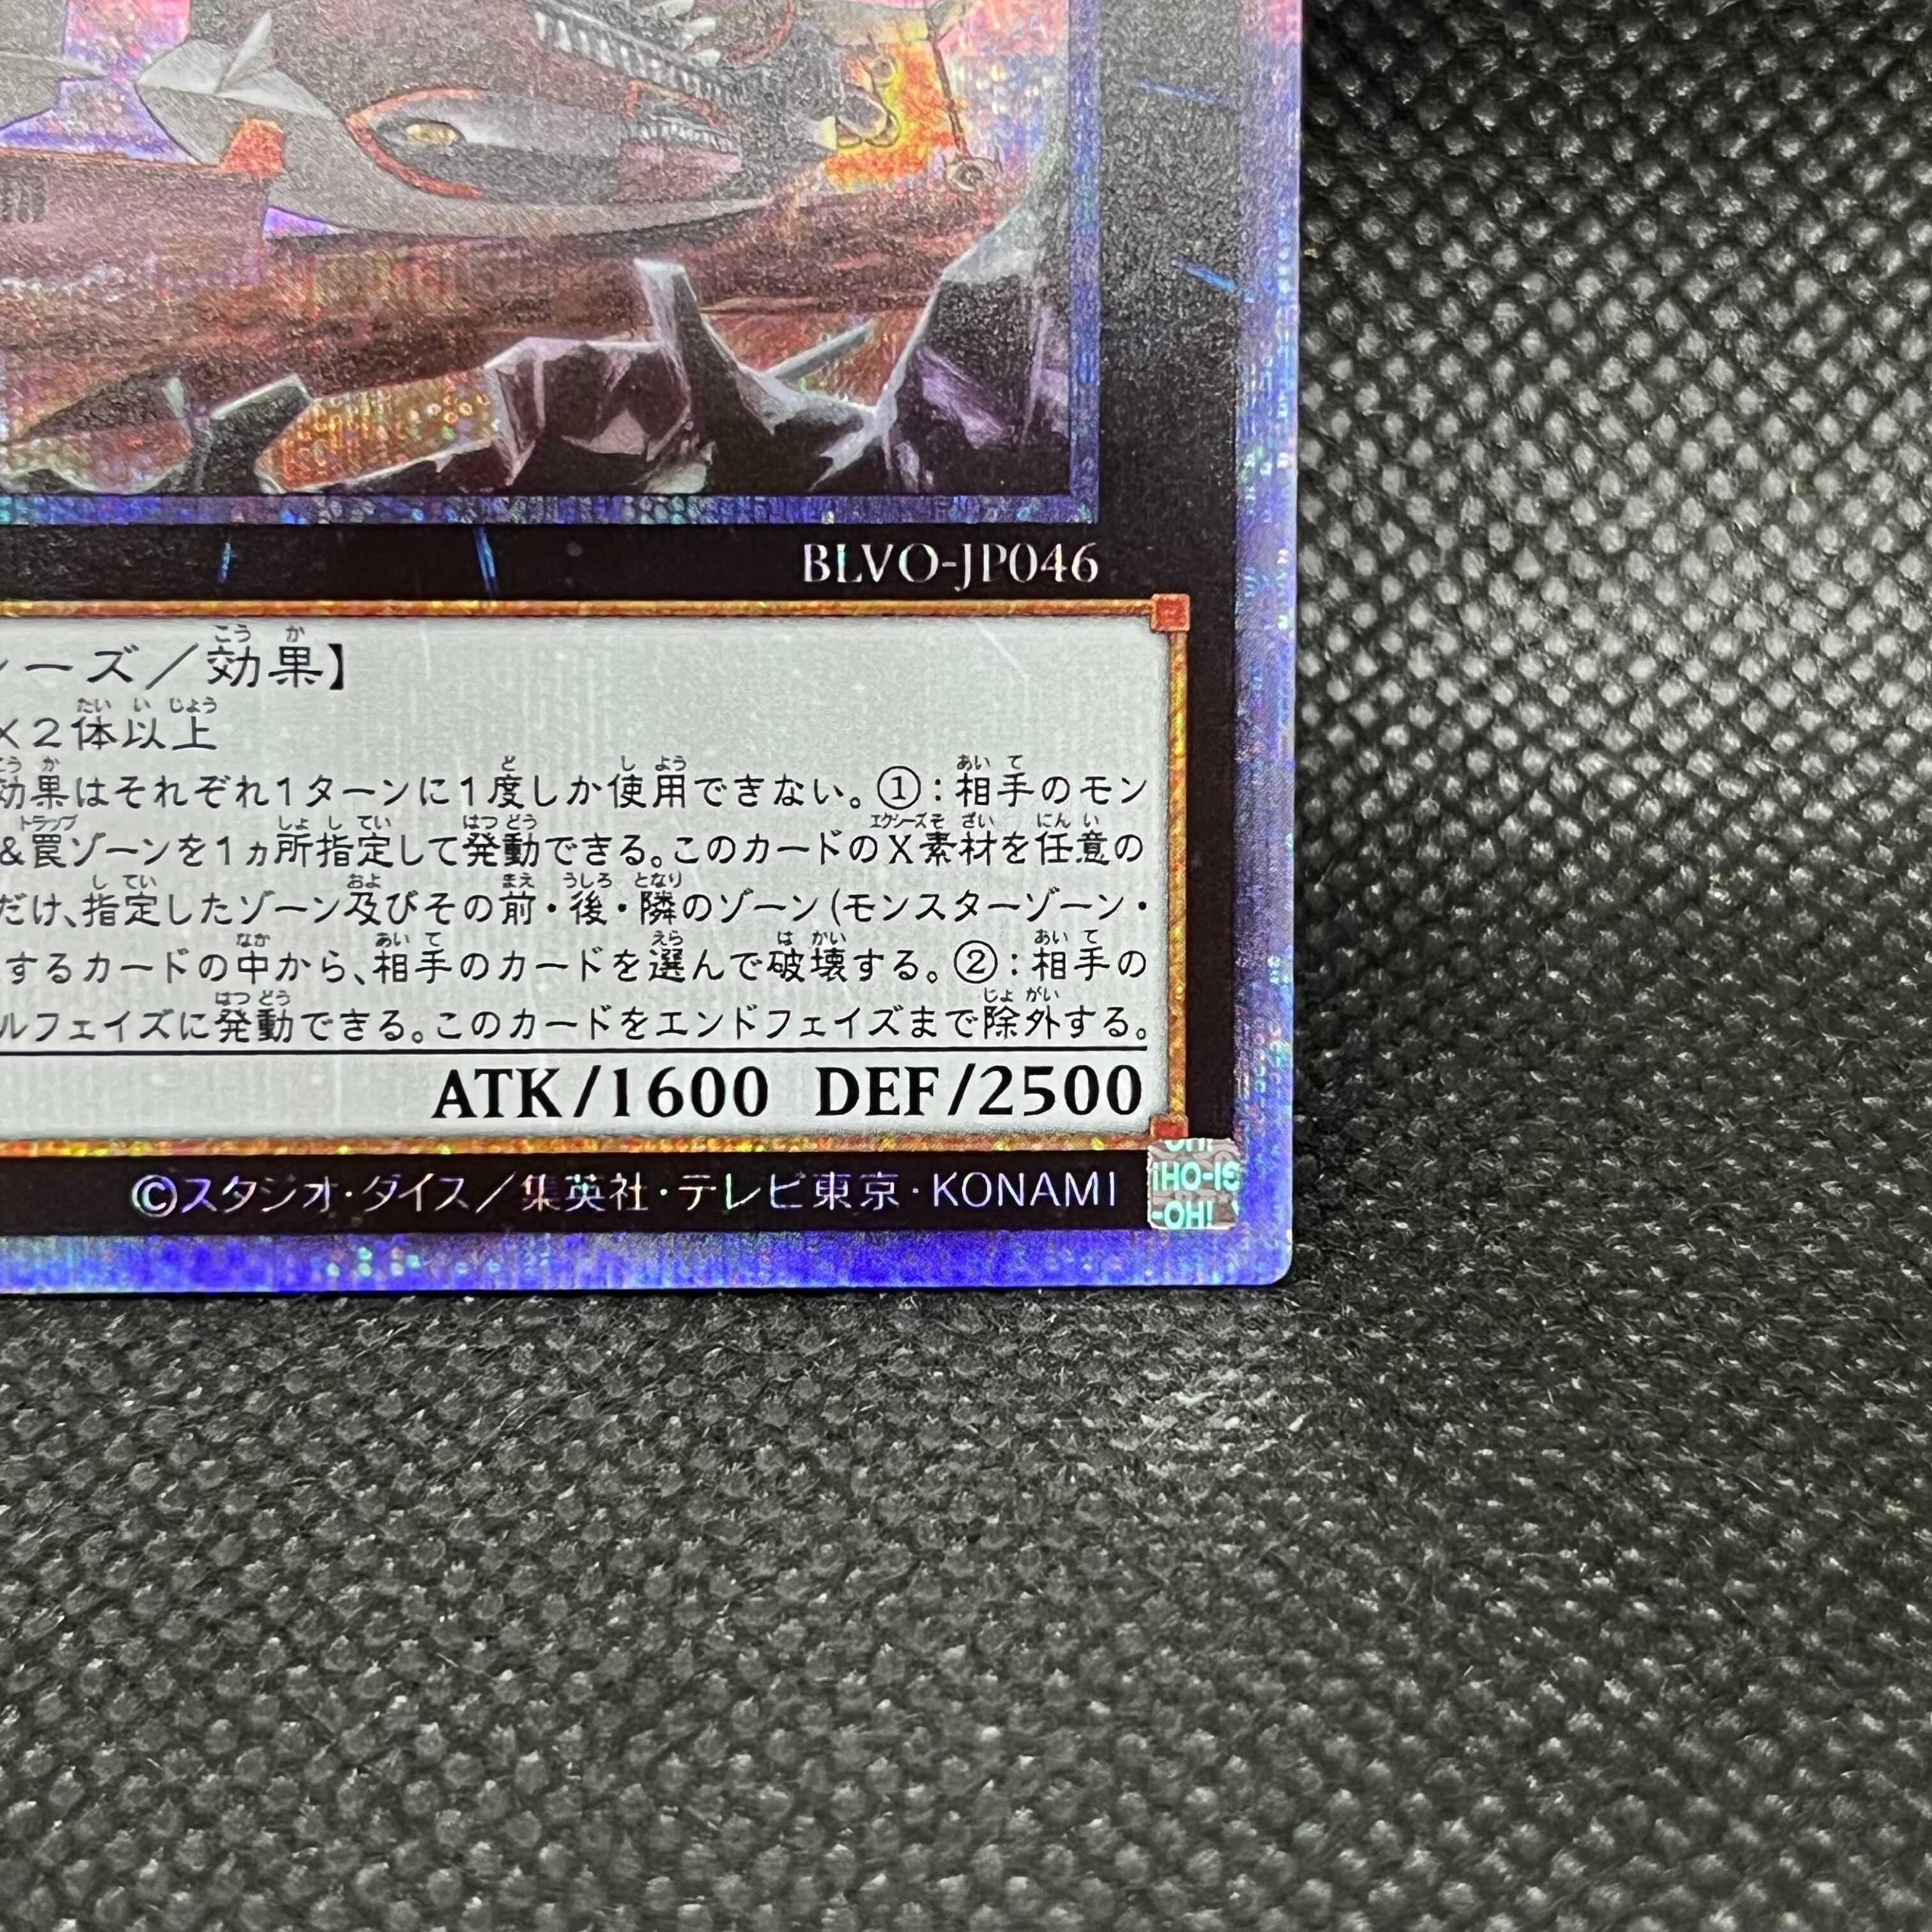 BLVO-JP046
ーズ／効果】
×２体以上
効果はそれぞれ１ターンに１度しか使用できない。①：相手のモン
＆罠ゾーンを１ヵ所指定して発動できる。このカードのX素材を任意の
だけ、指定したゾーン及びその前・後・隣のゾーン（モンスターゾーン・
するカードの中から、相手のカードを選んで破壊する。②：相手の
ルフェイズに発動できる。このカードをエンドフェイズまで除外する。
ATK/1600 DEF/2500
©スタジオ・ダイス／集英社・テレビ東京・KONAMI